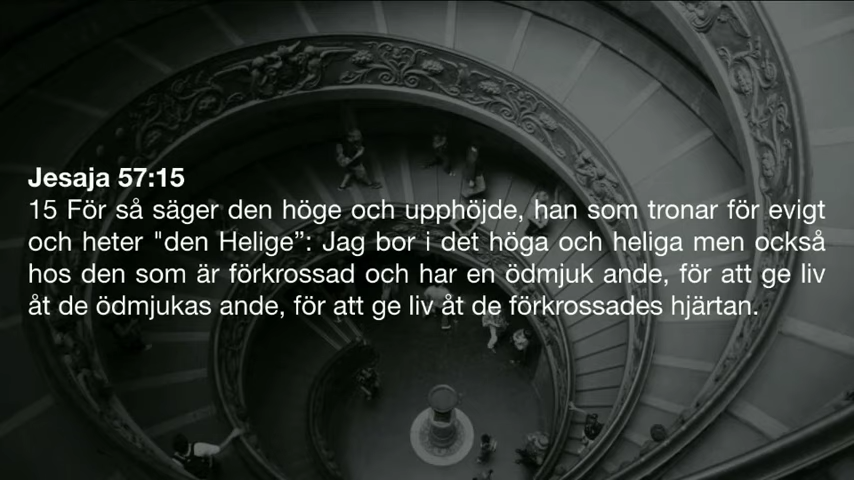 Jesaja 57:15
15 För så säger den höge och upphöjde, han som tronar för evigt
och heter "den Helige”: Jag bor i det höga och heliga men också
hos den som är förkrossad och har en ödmjuk ande, för att ge liv
åt de ödmjukas ande, för att ge liv åt de förkrossades hjärtan.